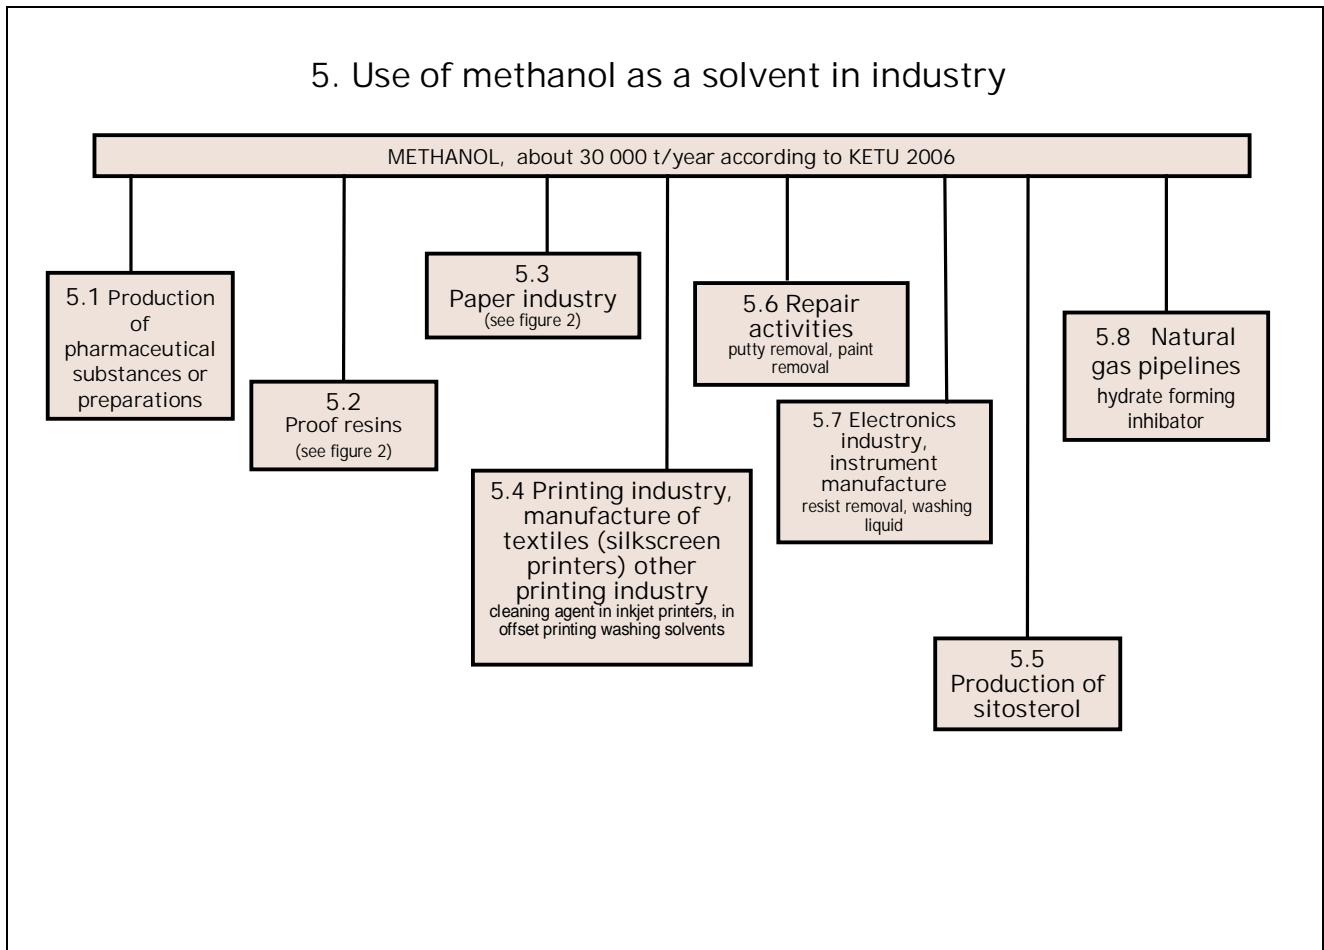 5. Use of methanol as a solvent in industry
METHANOL, about 30 000 t/year according to KETU 2006
5.1 Production
of
pharmaceutical
substances or
preparations
5.2
Proof resins
(see figure 2)
5.3
Paper industry
(see figure 2)
5.4 Printing industry,
manufacture of
textiles (silkscreen
printers) other
printing industry
cleaning agent in inkjet printers, in
offset printing washing solvents
5.6 Repair
activities
putty removal, paint
removal
5.7 Electronics
industry,
instrument
manufacture
resist removal, washing
liquid
5.5
Production of
sitosterol
5.8 Natural
gas pipelines
hydrate forming
inhibator